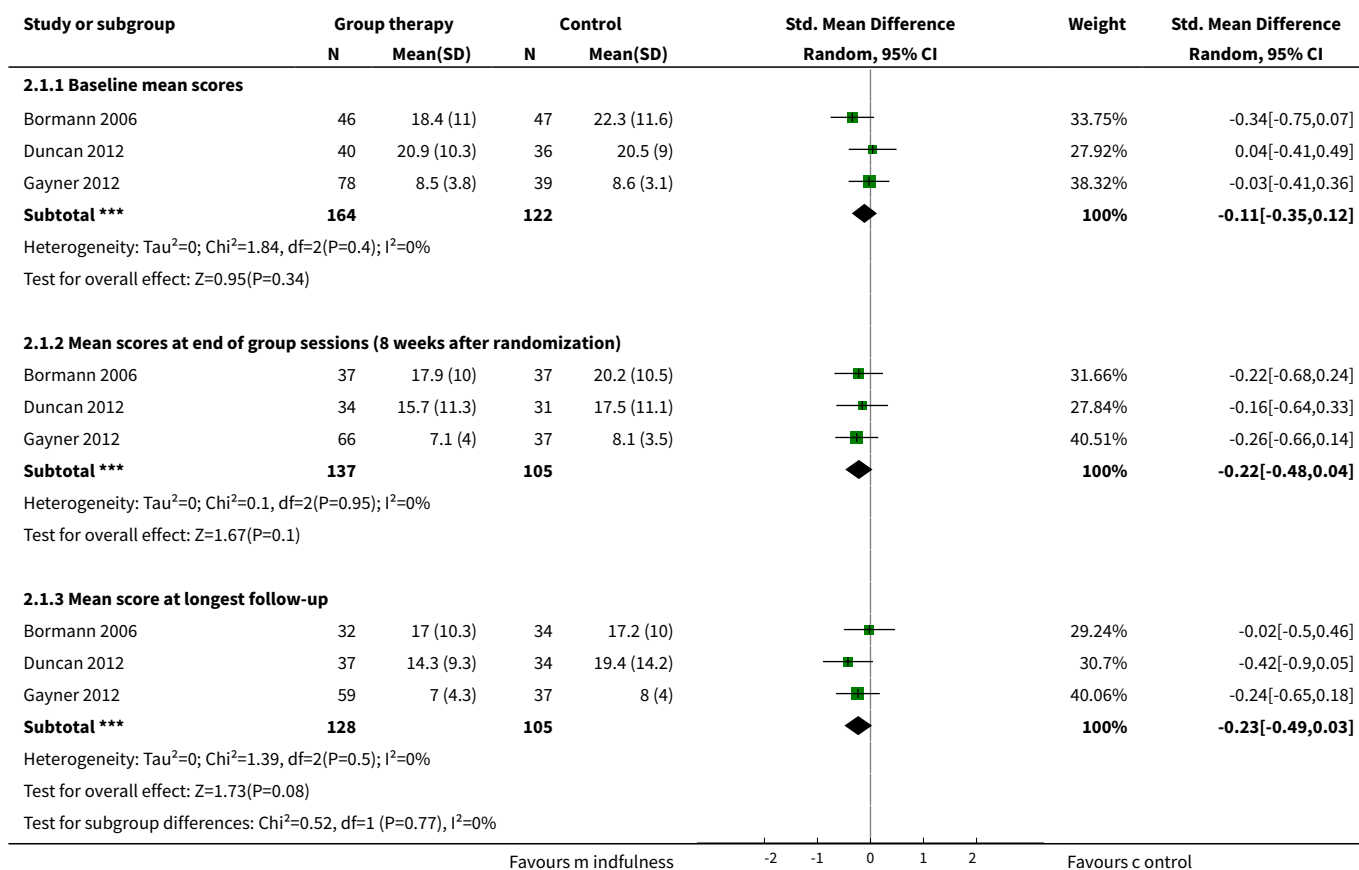 Study or subgroup Group therapy Control Std. Mean Difference Weight Std. Mean Difference
N Mean(SD) N Mean(SD) Random, 95% CI Random, 95% CI
2.1.1 Baseline mean scores
Bormann 2006 46 18.4 (11) 47 22.3 (11.6) 33.75% -0.34[-0.75,0.07]
Duncan 2012 40 20.9 (10.3) 36 20.5 (9) 27.92% 0.04[-0.41,0.49]
Gayner 2012 78 8.5 (3.8) 39 8.6 (3.1) 38.32% -0.03[-0.41,0.36]
Subtotal *** 164 122 100% -0.11[-0.35,0.12]
Heterogeneity: Tau²=0; Chi²=1.84, df=2(P=0.4); I²=0%
Test for overall effect: Z=0.95(P=0.34)
2.1.2 Mean scores at end of group sessions (8 weeks after randomization)
Bormann 2006 37 17.9 (10) 37 20.2 (10.5) 31.66% -0.22[-0.68,0.24]
Duncan 2012 34 15.7 (11.3) 31 17.5 (11.1) 27.84% -0.16[-0.64,0.33]
Gayner 2012 66 7.1 (4) 37 8.1 (3.5) 40.51% -0.26[-0.66,0.14]
Subtotal *** 137 105 100% -0.22[-0.48,0.04]
Heterogeneity: Tau²=0; Chi²=0.1, df=2(P=0.95); I²=0%
Test for overall effect: Z=1.67(P=0.1)
2.1.3 Mean score at longest follow-up
Bormann 2006 32 17 (10.3) 34 17.2 (10) 29.24% -0.02[-0.5,0.46]
Duncan 2012 37 14.3 (9.3) 34 19.4 (14.2) 30.7% -0.42[-0.9,0.05]
Gayner 2012 59 7 (4.3) 37 8 (4) 40.06% -0.24[-0.65,0.18]
Subtotal *** 128 105 100% -0.23[-0.49,0.03]
Heterogeneity: Tau²=0; Chi²=1.39, df=2(P=0.5); I²=0%
Test for overall effect: Z=1.73(P=0.08)
Test for subgroup differences: Chi²=0.52, df=1 (P=0.77), I²=0%
Favours m indfulness -2 -1 0 1 2 Favours c ontrol